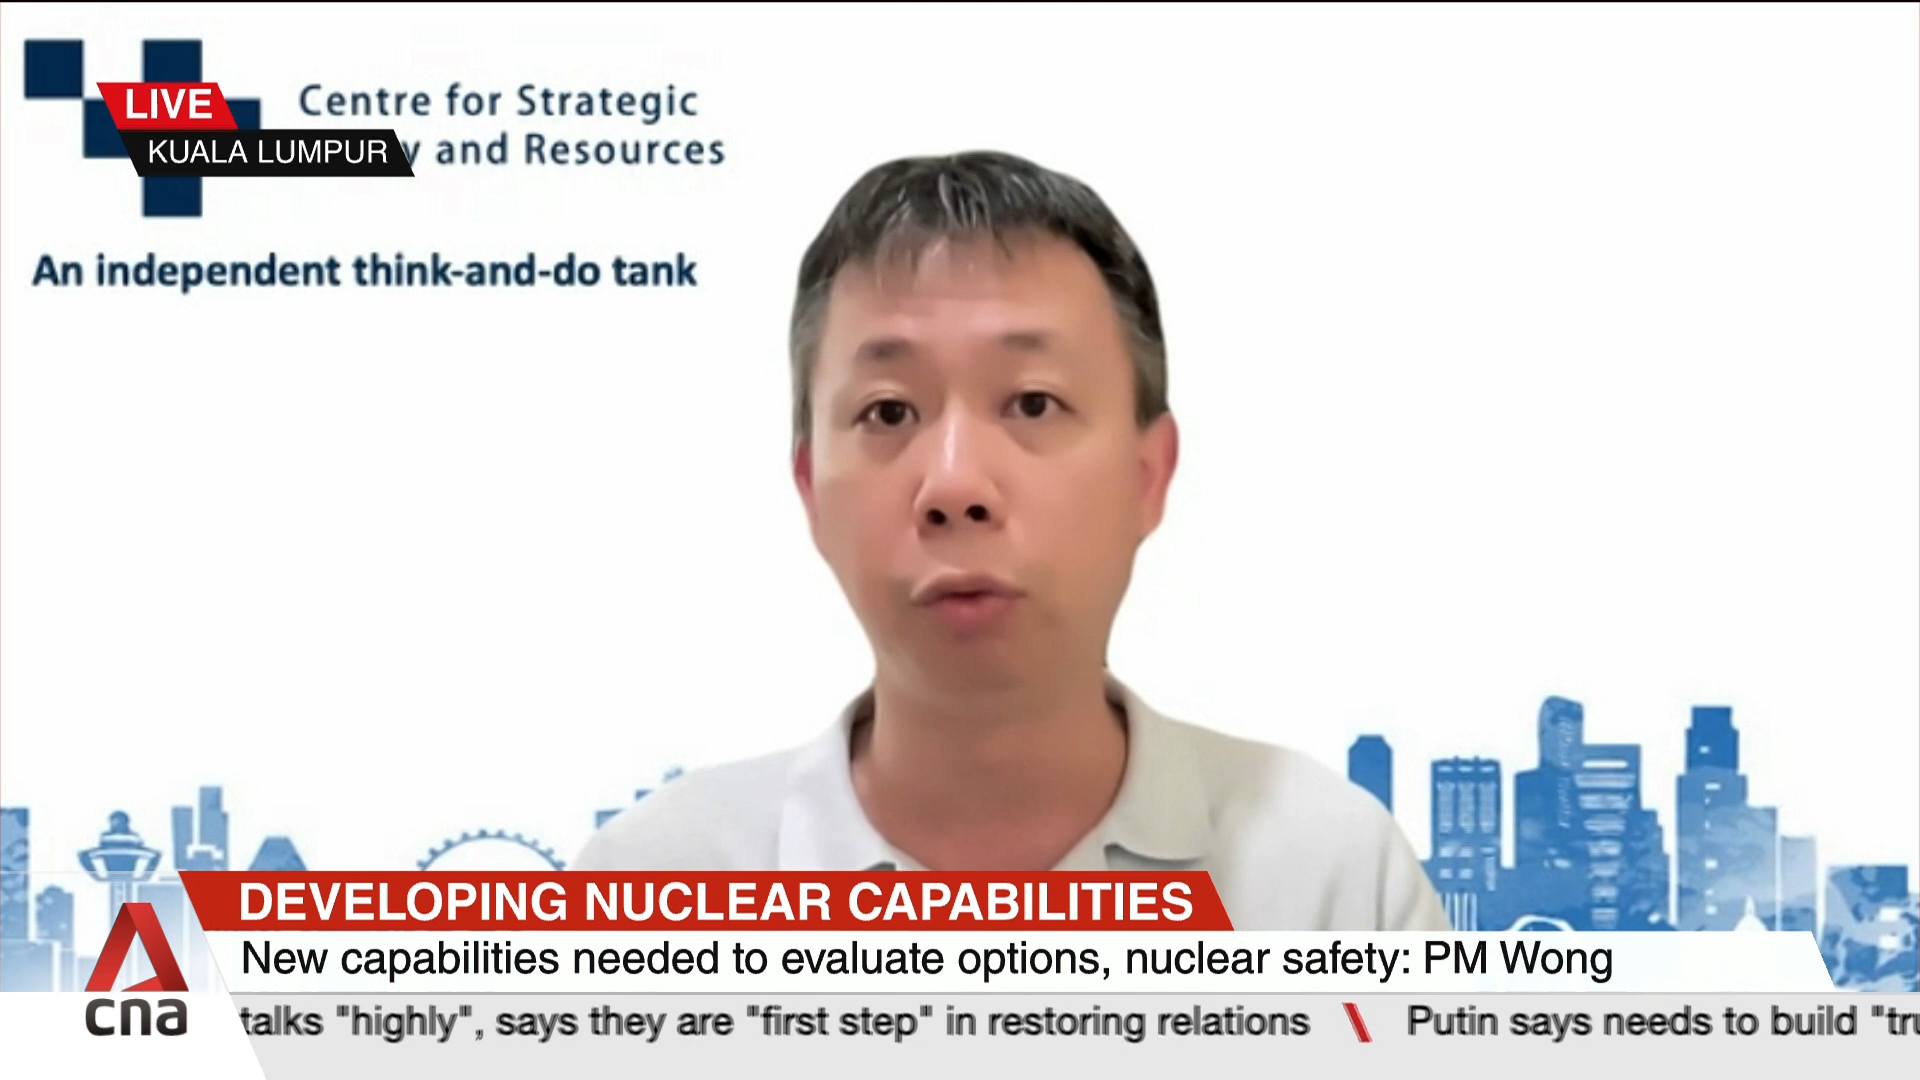 Centre for Strategic
LIVE
KUALA LUMPUR
y and Resources
An independent think-and-do tank
DEVELOPING NUCLEAR CAPABILITIES
New capabilities needed to evaluate options, nuclear safety: PM Wong
cna
talks "highly", says they are "first step" in restoring relations
Putin says needs to build "tru